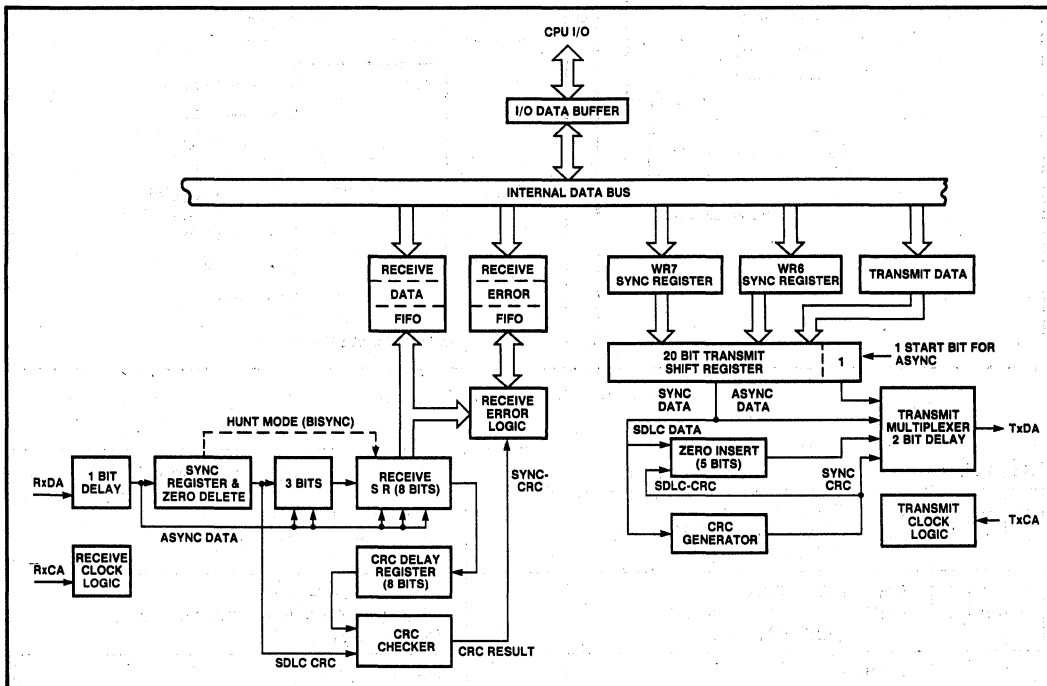 CPU I/O
I/O DATA BUFFER
INTERNAL DATA BUS
RECEIVE
DATA
FIFO
RECEIVE
ERROR
FIFO
WR7
SYNC REGISTER
WR6
SYNC REGISTER
TRANSMIT DATA
20 BIT TRANSMIT
SHIFT REGISTER
1
1 START BIT FOR
ASYNC
RECEIVE
ERROR
LOGIC
HUNT MODE (BISYNC)
SYNC
DATA
ASYNC
DATA
TRANSMIT
MULTIPLEXER
2 BIT DELAY
TxDA
SDLC DATA
ZERO INSERT
(5 BITS)
SYNC
CRC
SDLC-CRC
RxDA
1 BIT
DELAY
SYNC
REGISTER &
ZERO DELETE
3 BITS
RECEIVE
S R (8 BITS)
SYNC-
CRC
ASYNC DATA
CRC
GENERATOR
TRANSMIT
CLOCK
LOGIC
TxCA
RxCA
RECEIVE
CLOCK
LOGIC
CRC DELAY
REGISTER
(8 BITS)
CRC
CHECKER
SDLC CRC
CRC RESULT